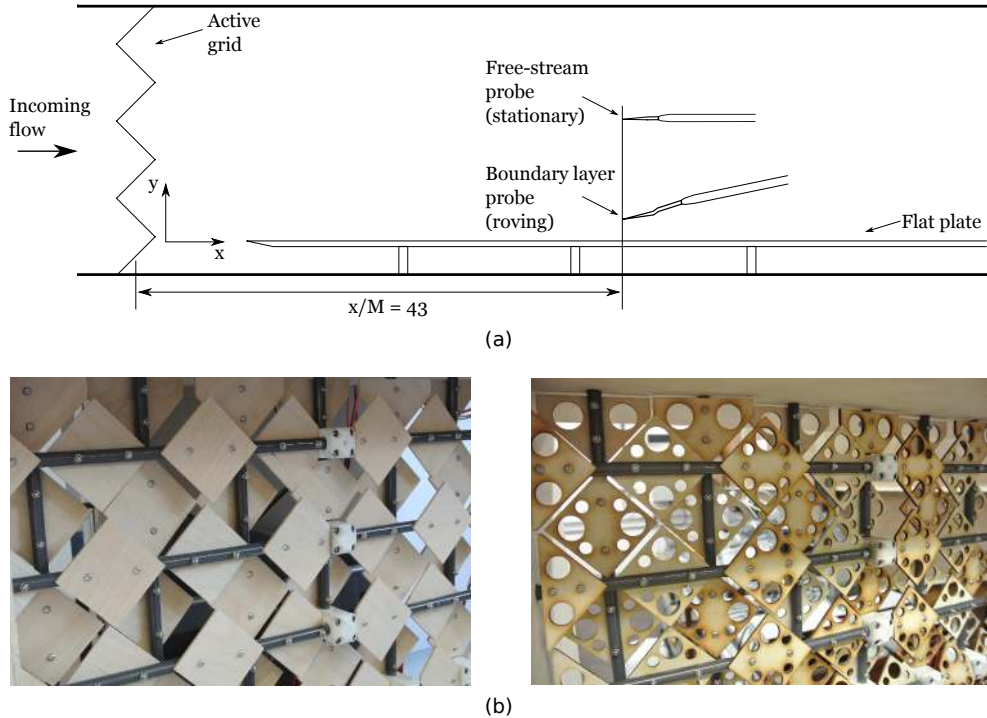 Active
grid
Incoming
flow
Free-stream
probe
(stationary)
Boundary layer
probe
(roving)
Flat plate
y
x
x/M = 43
(a)
(b)